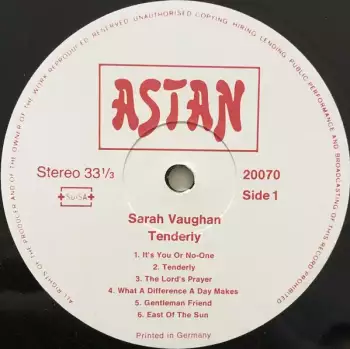 ALL RIGHTS OF THE PRODUCER AND OF THE OWNER OF THE WORK REPRODUCED RESERVED UNAUTHORISED COPYING HIRING LENDING PUBLIC PERFORMANCE AND BROADCASTING OF THIS RECORD PROHIBITED
ASTAN
Stereo 33⅓
20070
SUISA
Side 1
Sarah Vaughan
Tenderly
1. It's You Or No-One
2. Tenderly
3. The Lord's Prayer
4. What A Difference A Day Makes
5. Gentleman Friend
6. East Of The Sun
Printed in Germany